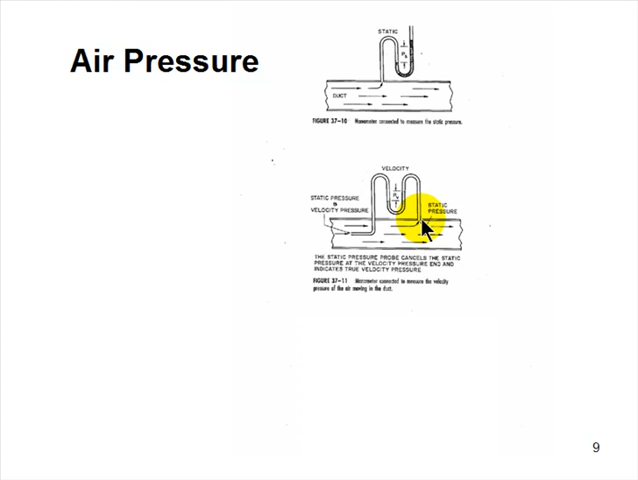 Air Pressure
STATIC
DUCT
FIGURE 37-10 Manometer connected to measure the static pressure.
VELOCITY
STATIC PRESSURE
&
VELOCITY PRESSURE
STATIC
PRESSURE
THE STATIC PRESSURE PROBE CANCELS THE STATIC
PRESSURE AT THE VELOCITY PRESSURE END AND
INDICATES TRUE VELOCITY PRESSURE
FIGURE 37-11 Manometer connected to measure the velocity
pressure of the air moving in the duct.
9